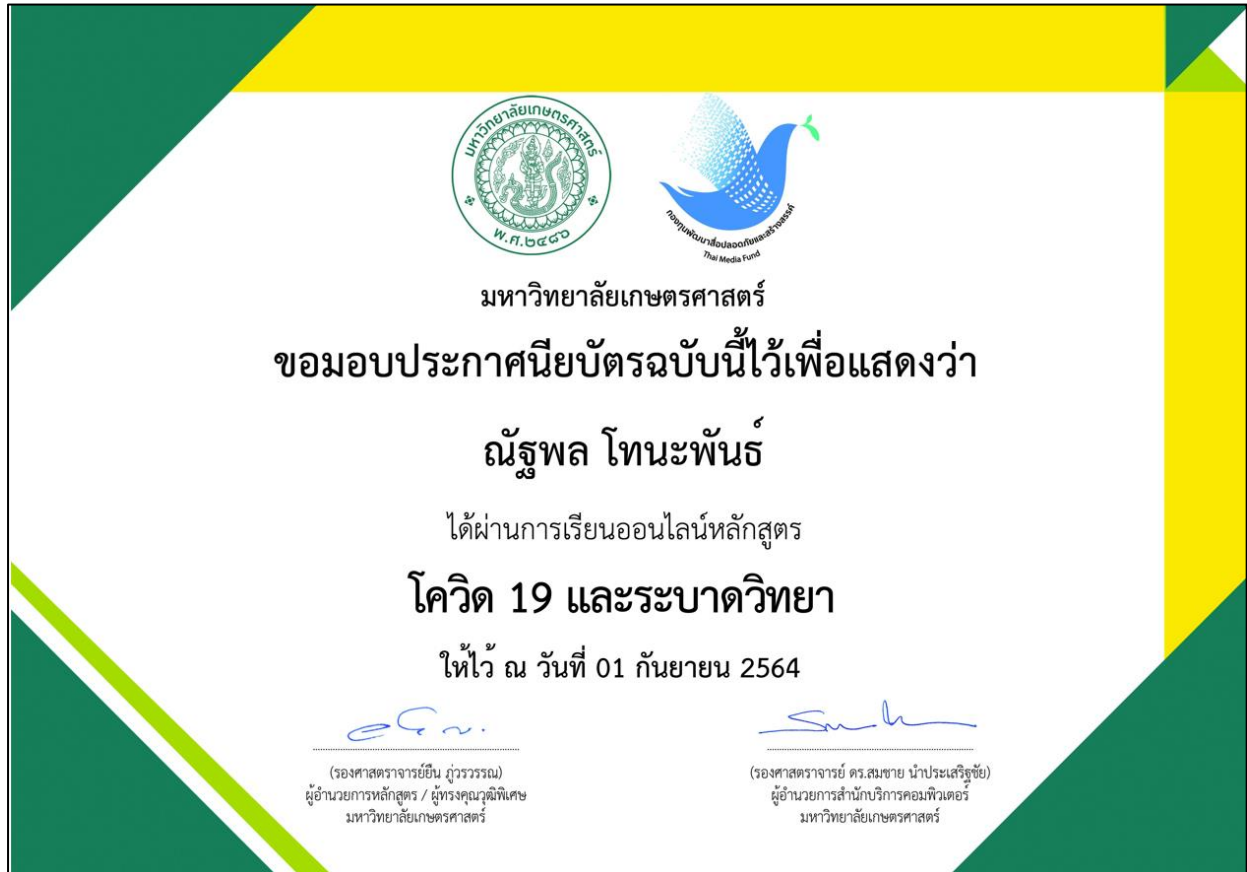 มหาวิทยาลัยเกษตรศาสตร์
พ.ศ.๒๔๘๖
กองทุนพัฒนาสื่อปลอดภัยและสร้างสรรค์
Thai Media Fund
มหาวิทยาลัยเกษตรศาสตร์
ขอมอบประกาศนียบัตรฉบับนี้ไว้เพื่อแสดงว่า
ณัฐพล โทนะพันธ์
ได้ผ่านการเรียนออนไลน์หลักสูตร
โควิด 19 และระบาดวิทยา
ให้ไว้ ณ วันที่ 01 กันยายน 2564
(รองศาสตราจารย์ยืน ภู่วรวรรณ)
ผู้อำนวยการหลักสูตร / ผู้ทรงคุณวุฒิพิเศษ
มหาวิทยาลัยเกษตรศาสตร์
(รองศาสตราจารย์ ดร.สมชาย นำประเสริฐชัย)
ผู้อำนวยการสำนักบริการคอมพิวเตอร์
มหาวิทยาลัยเกษตรศาสตร์